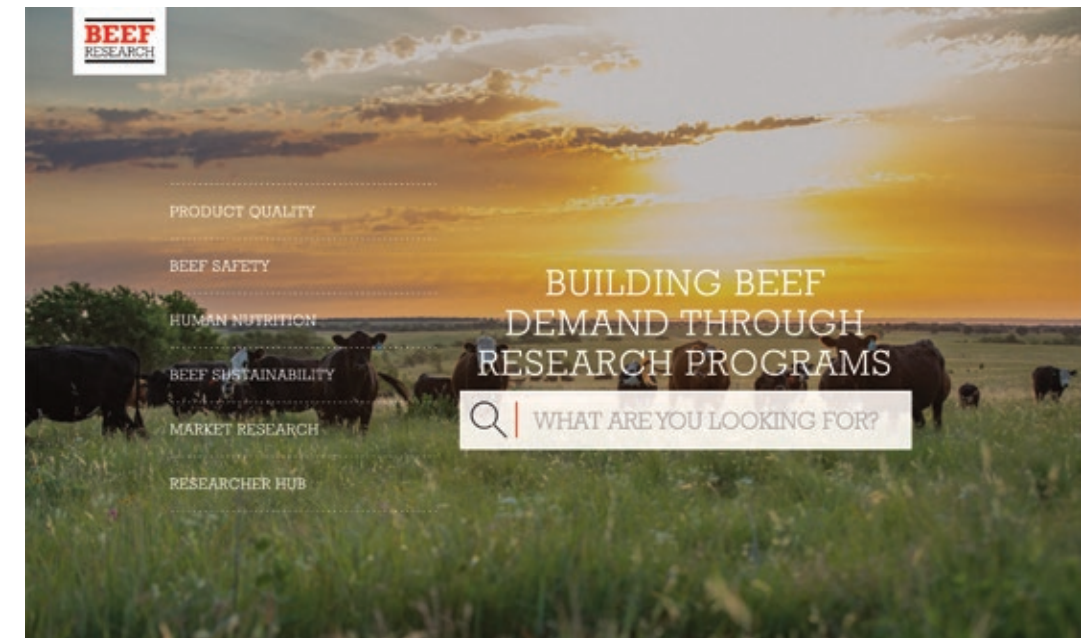 BEEF
RESEARCH
PRODUCT QUALITY
BEEF SAFETY
HUMAN NUTRITION
BEEF SUSTAINABILITY
MARKET RESEARCH
RESEARCHER HUB
BUILDING BEEF
DEMAND THROUGH
RESEARCH PROGRAMS
WHAT ARE YOU LOOKING FOR?